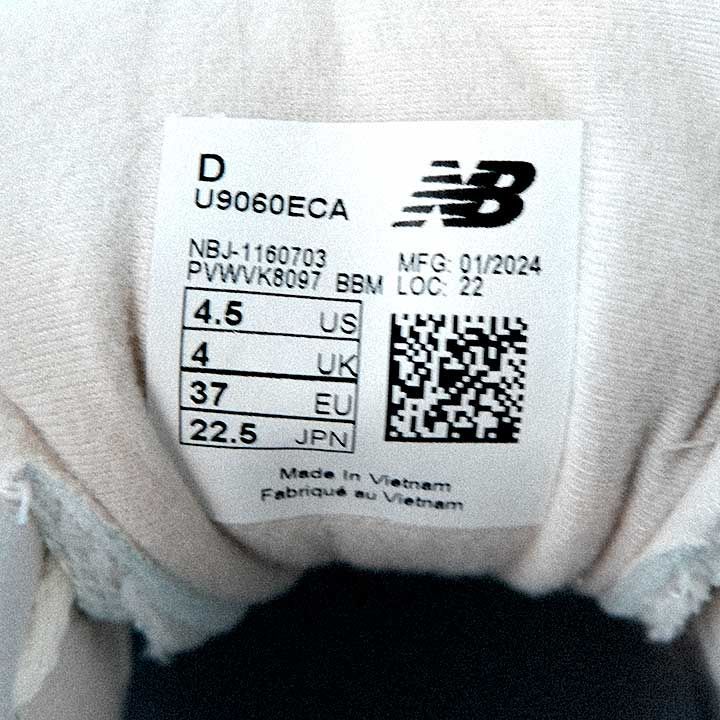 D
U9060ECA
NB
NBJ-1160703
PVWVK8097 BBM
MFG: 01/2024
LOC: 22
4.5 US
4 UK
37 EU
22.5 JPN
Made In Vietnam
Fabriqué au Vietnam